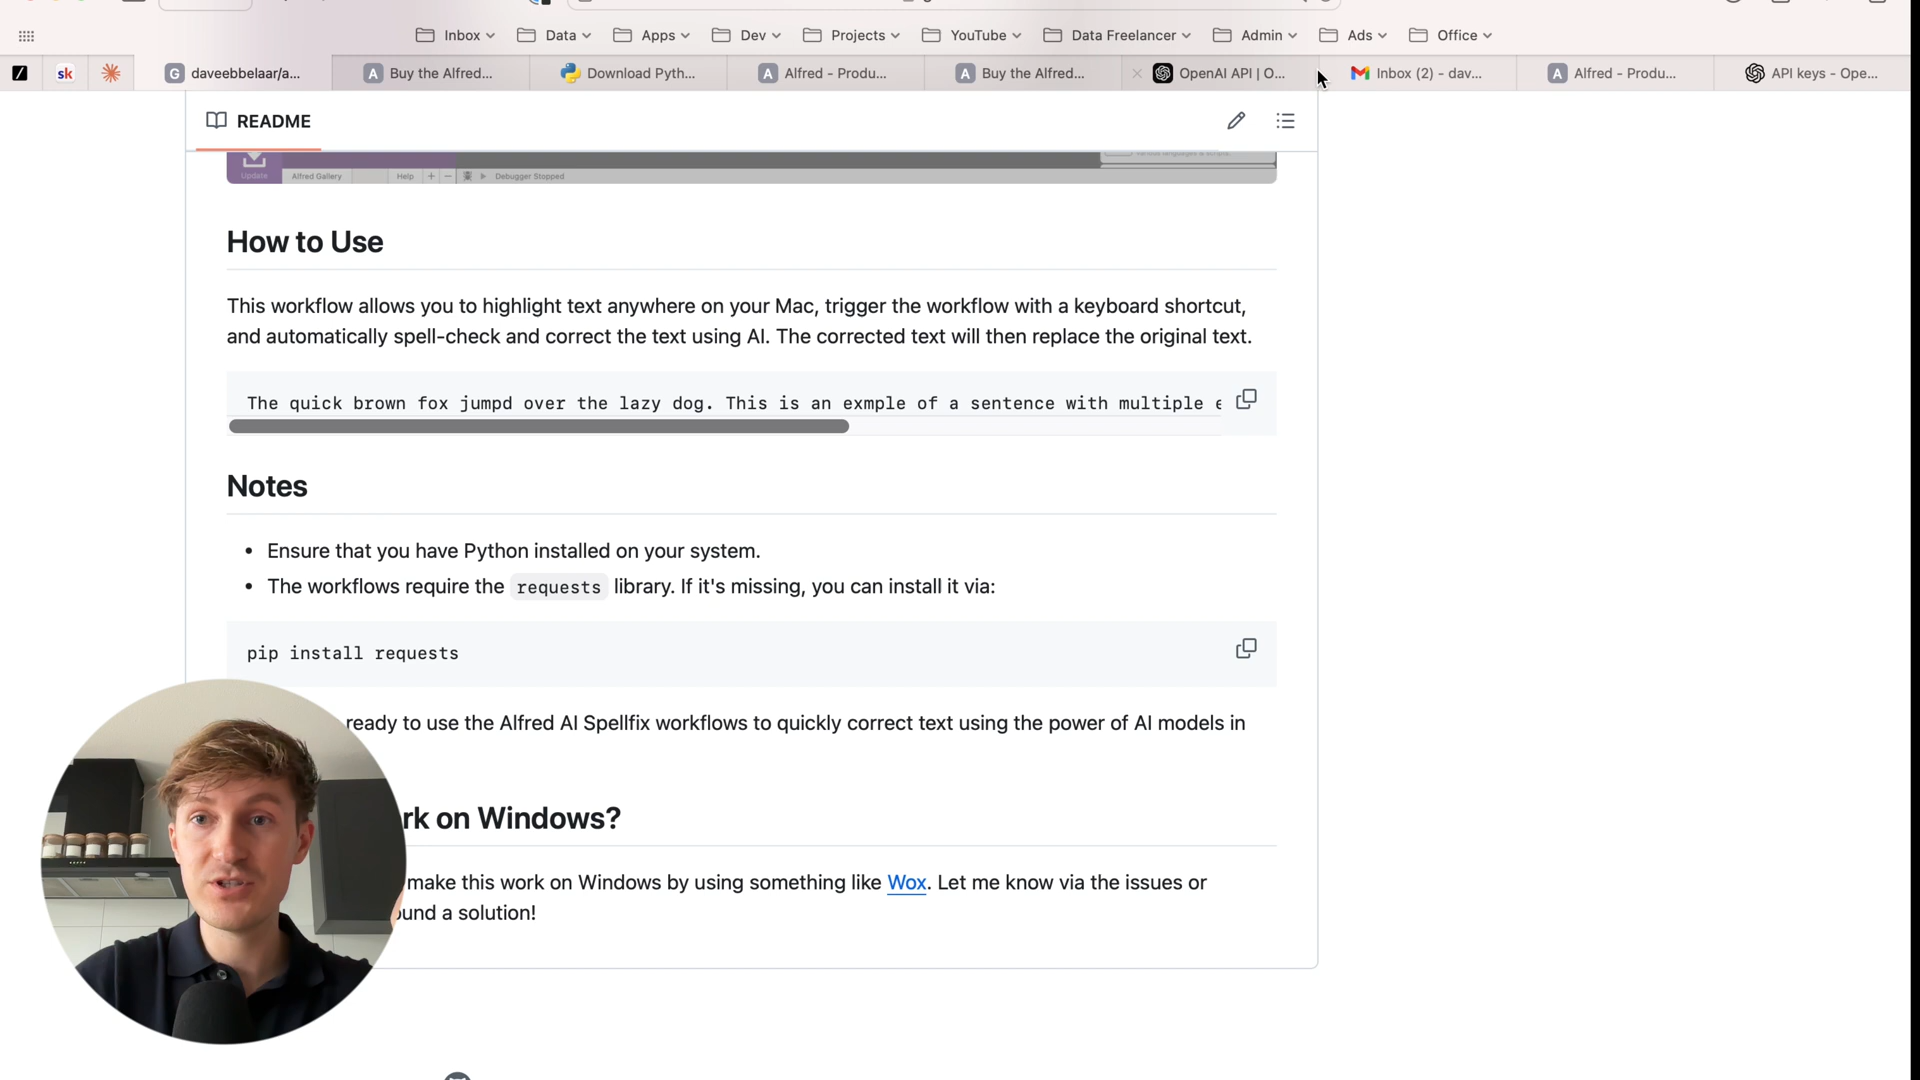 Inbox
Data
Apps
Dev
Projects
YouTube
Data Freelancer
Admin
Ads
Office
sk
G daveebbelaar/a...
A Buy the Alfred...
Download Pyth...
A Alfred - Produ...
A Buy the Alfred...
OpenAI API | O...
Inbox (2) - dav...
A Alfred - Produ...
API keys - Ope...
README
Update
Alfred Gallery
Help
Debugger Stopped
How to Use
This workflow allows you to highlight text anywhere on your Mac, trigger the workflow with a keyboard shortcut,
and automatically spell-check and correct the text using AI. The corrected text will then replace the original text.
The quick brown fox jumpd over the lazy dog. This is an exmple of a sentence with multiple e
Notes
• Ensure that you have Python installed on your system.
• The workflows require the requests library. If it's missing, you can install it via:
pip install requests
ready to use the Alfred AI Spellfix workflows to quickly correct text using the power of AI models in
rk on Windows?
make this work on Windows by using something like Wox. Let me know via the issues or
ound a solution!